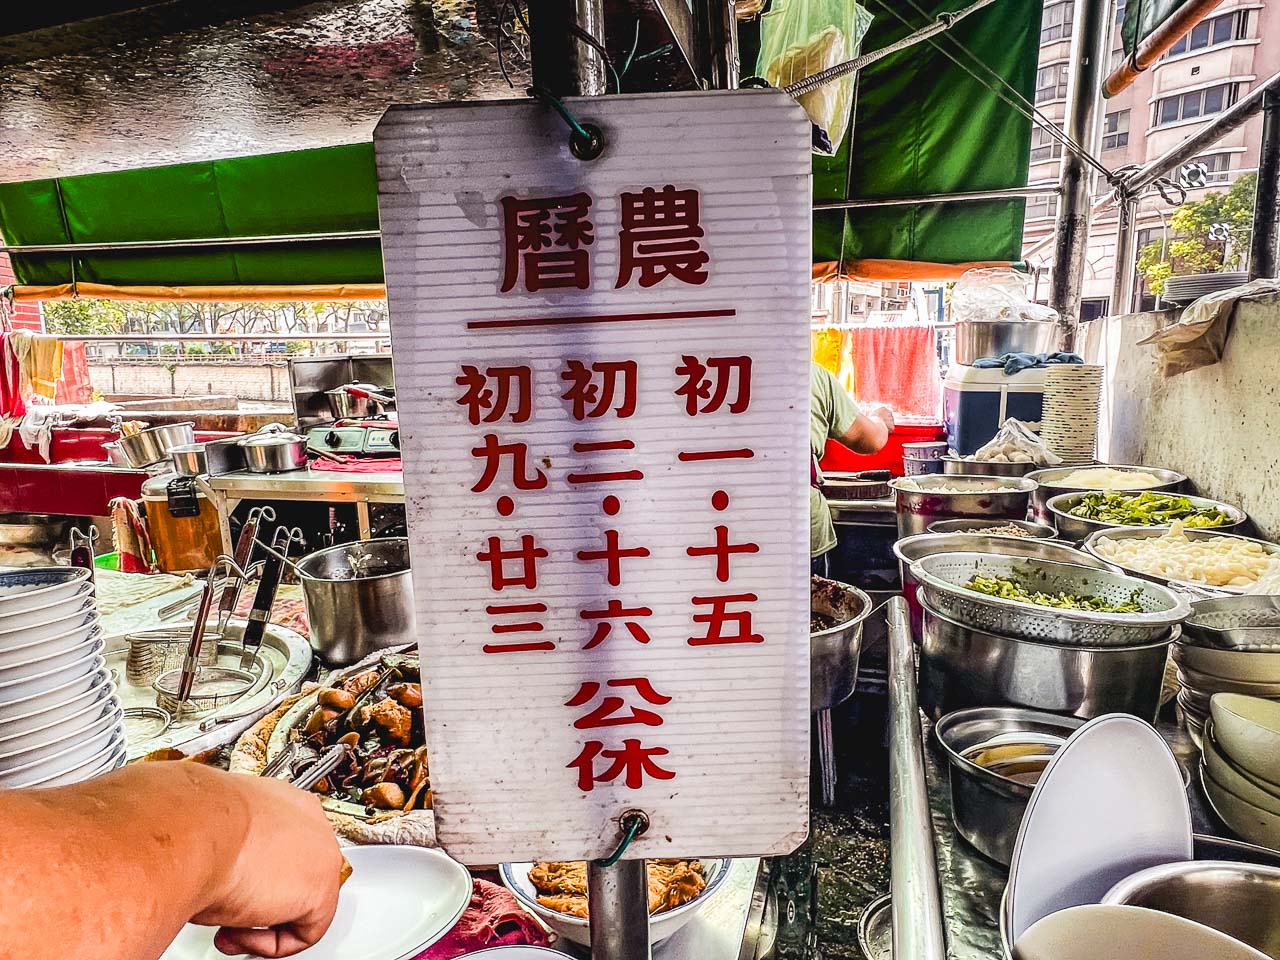 農曆
初一·十五
初二·十六
初九·廿三
公休